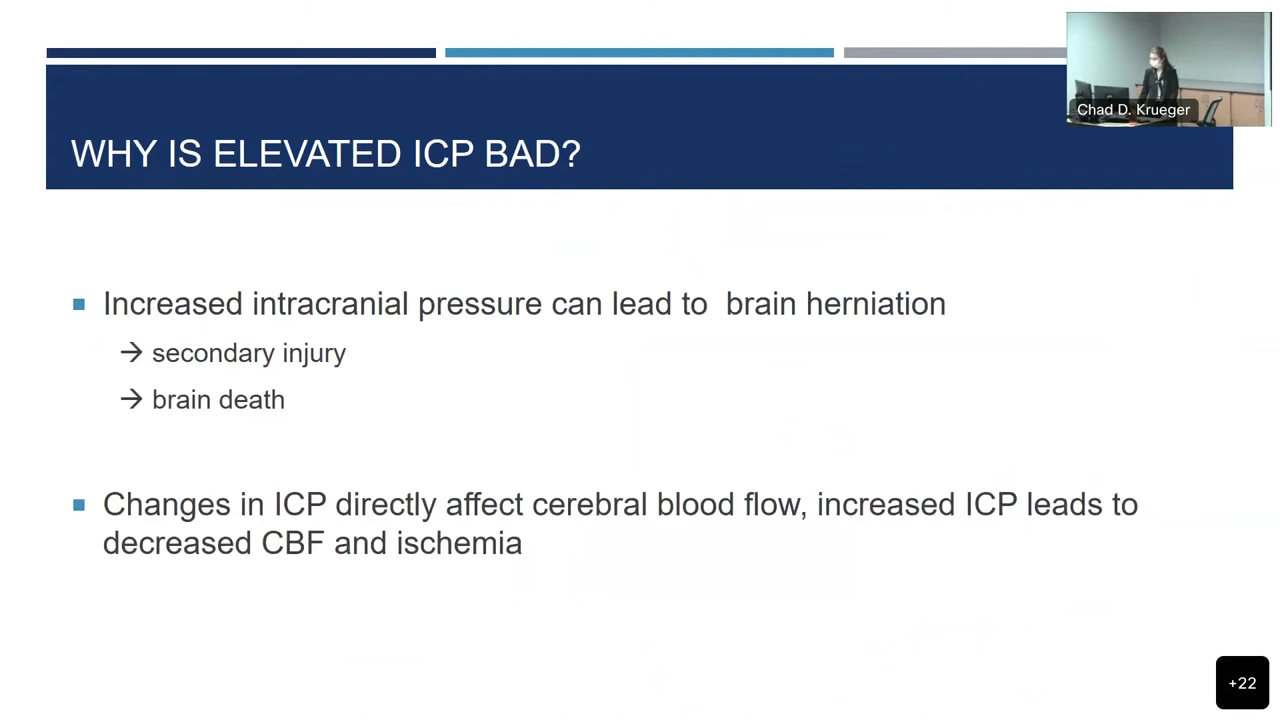 Chad D. Krueger
WHY IS ELEVATED ICP BAD?
Increased intracranial pressure can lead to brain herniation
→ secondary injury
→ brain death
Changes in ICP directly affect cerebral blood flow, increased ICP leads to
decreased CBF and ischemia
+22